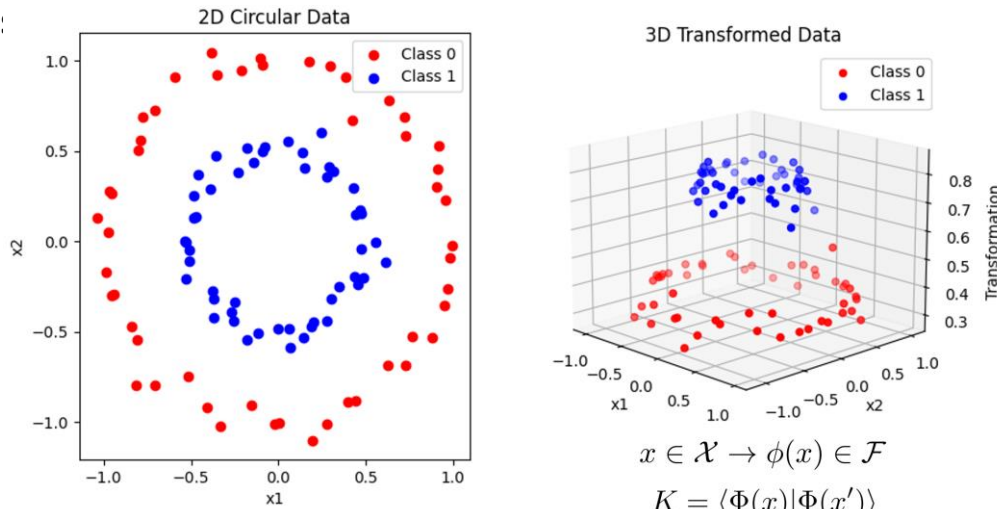 2D Circular Data
Class 0
Class 1
1.0
0.5
0.0
−0.5
−1.0
x2
−1.0
−0.5
0.0
0.5
1.0
x1
3D Transformed Data
Class 0
Class 1
0.8
0.7
0.6
0.5
0.4
0.3
Transformation
−1.0
−0.5
0.0
0.5
1.0
x1
−1.0
−0.5
0.0
0.5
1.0
x2
x ∈ 𝒳 → ϕ(x) ∈ ℱ
K = ⟨Φ(x)|Φ(x′)⟩